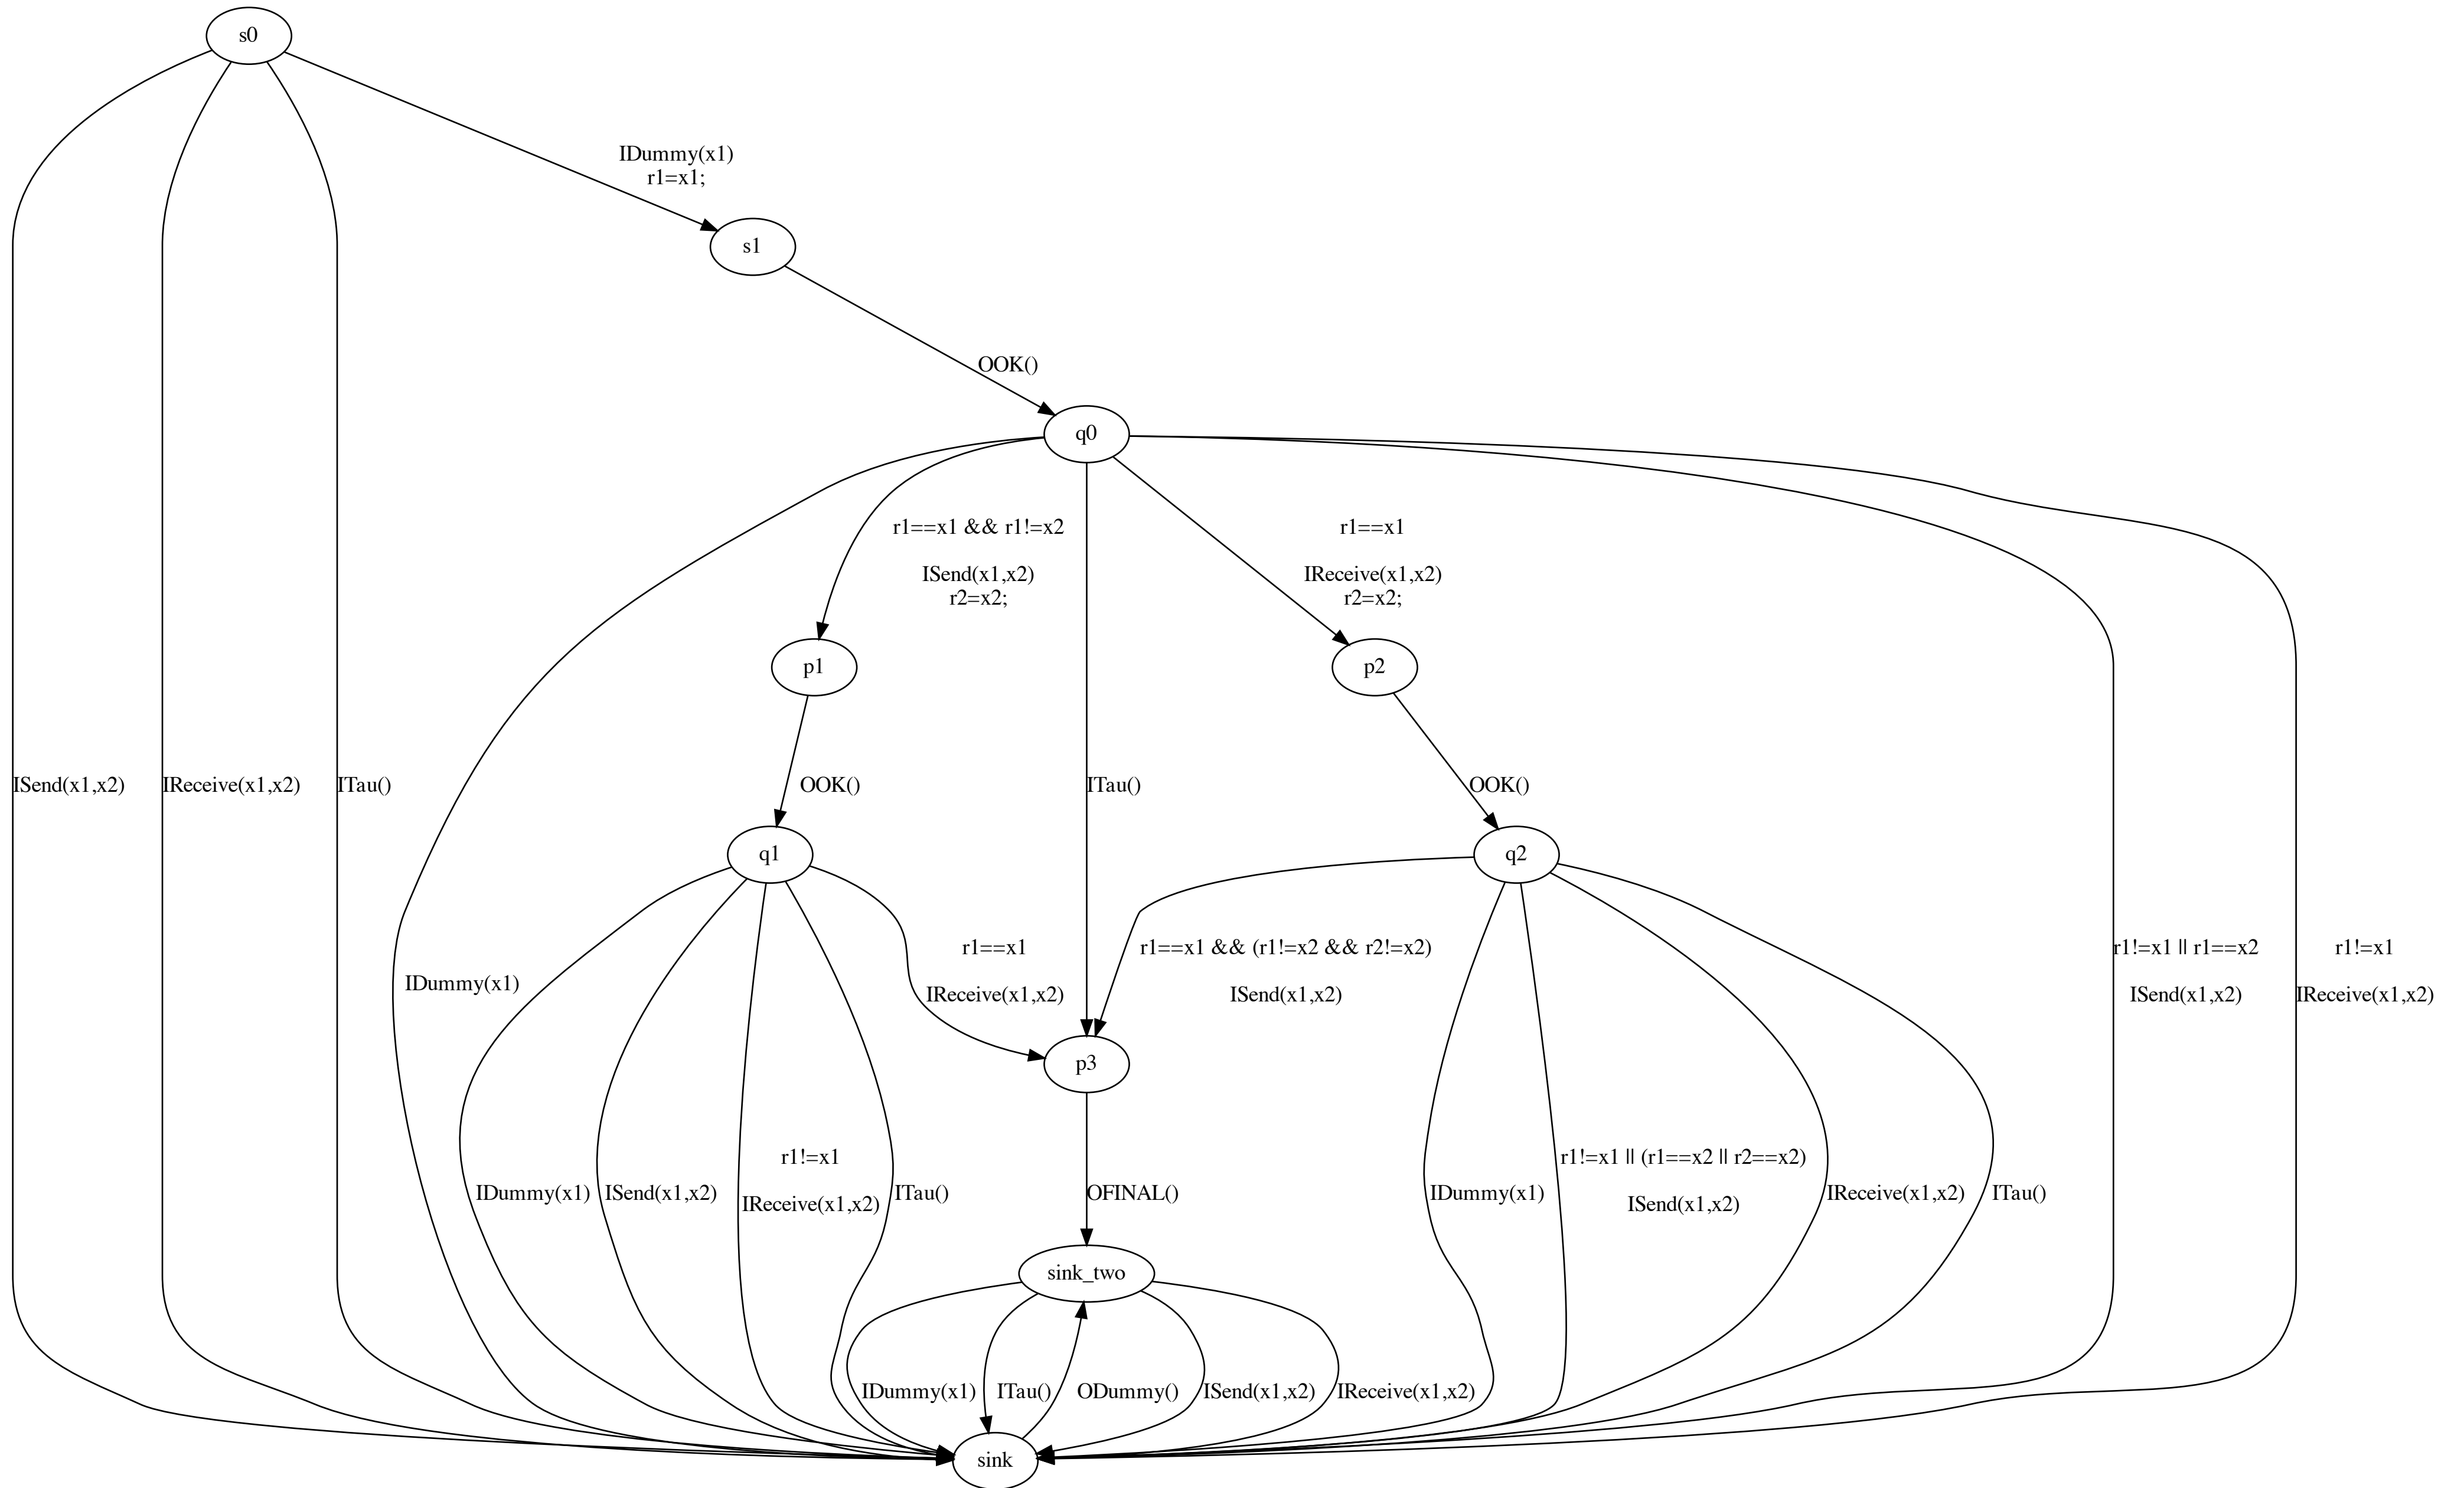 s0
IDummy(x1)
r1=x1;
s1
OOK()
q0
r1==x1 && r1!=x2
ISend(x1,x2)
r2=x2;
r1==x1
IReceive(x1,x2)
r2=x2;
p1
p2
ISend(x1,x2)
IReceive(x1,x2)
ITau()
OOK()
ITau()
OOK()
q1
q2
IDummy(x1)
r1==x1
IReceive(x1,x2)
r1==x1 && (r1!=x2 && r2!=x2)
ISend(x1,x2)
r1!=x1 || r1==x2
ISend(x1,x2)
r1!=x1
IReceive(x1,x2)
p3
IDummy(x1)
ISend(x1,x2)
r1!=x1
IReceive(x1,x2)
ITau()
OFINAL()
IDummy(x1)
r1!=x1 || (r1==x2 || r2==x2)
ISend(x1,x2)
IReceive(x1,x2)
ITau()
sink_two
IDummy(x1)
ITau()
ODummy()
ISend(x1,x2)
IReceive(x1,x2)
sink